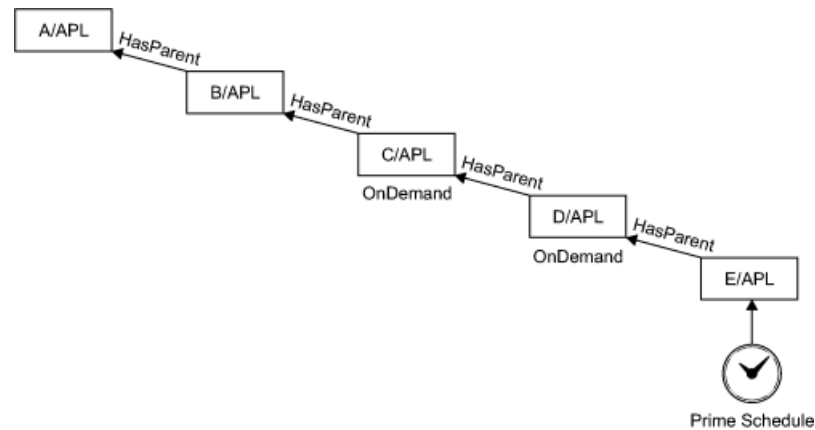 A/APL
HasParent
B/APL
HasParent
C/APL
OnDemand
HasParent
D/APL
OnDemand
HasParent
E/APL
Prime Schedule